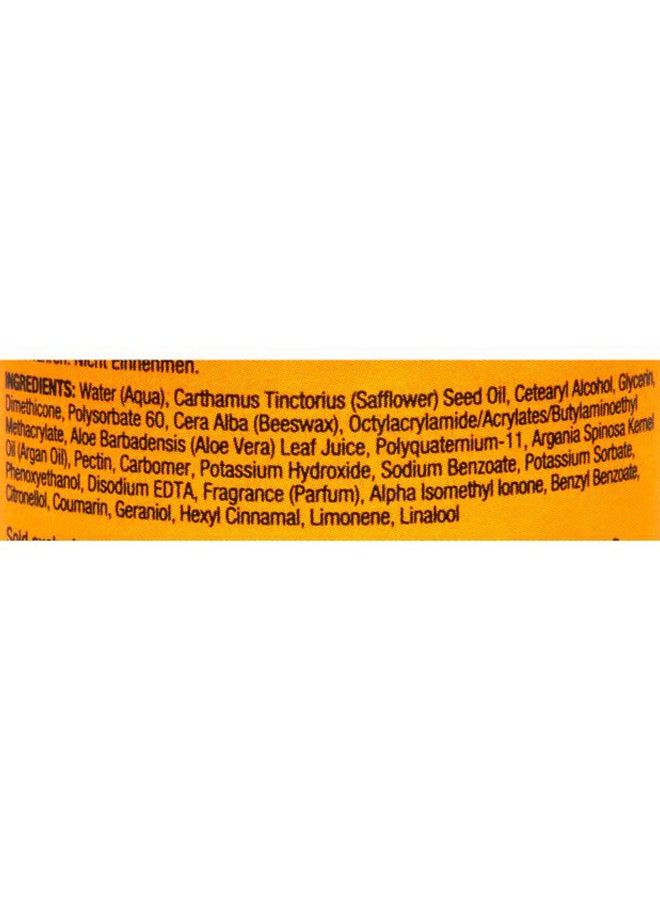 Nicht Einnehmen.
INGREDIENTS: Water (Aqua), Carthamus Tinctorius (Safflower) Seed Oil, Cetearyl Alcohol, Glycerin,
Dimethicone, Polysorbate 60, Cera Alba (Beeswax), Octylacrylamide/Acrylates/Butylaminoethyl
Methacrylate, Aloe Barbadensis (Aloe Vera) Leaf Juice, Polyquaternium-11, Argania Spinosa Kernel
Oil (Argan Oil), Pectin, Carbomer, Potassium Hydroxide, Sodium Benzoate, Potassium Sorbate,
Phenoxyethanol, Disodium EDTA, Fragrance (Parfum), Alpha Isomethyl Ionone, Benzyl Benzoate,
Citronellol, Coumarin, Geraniol, Hexyl Cinnamal, Limonene, Linalool
Sold